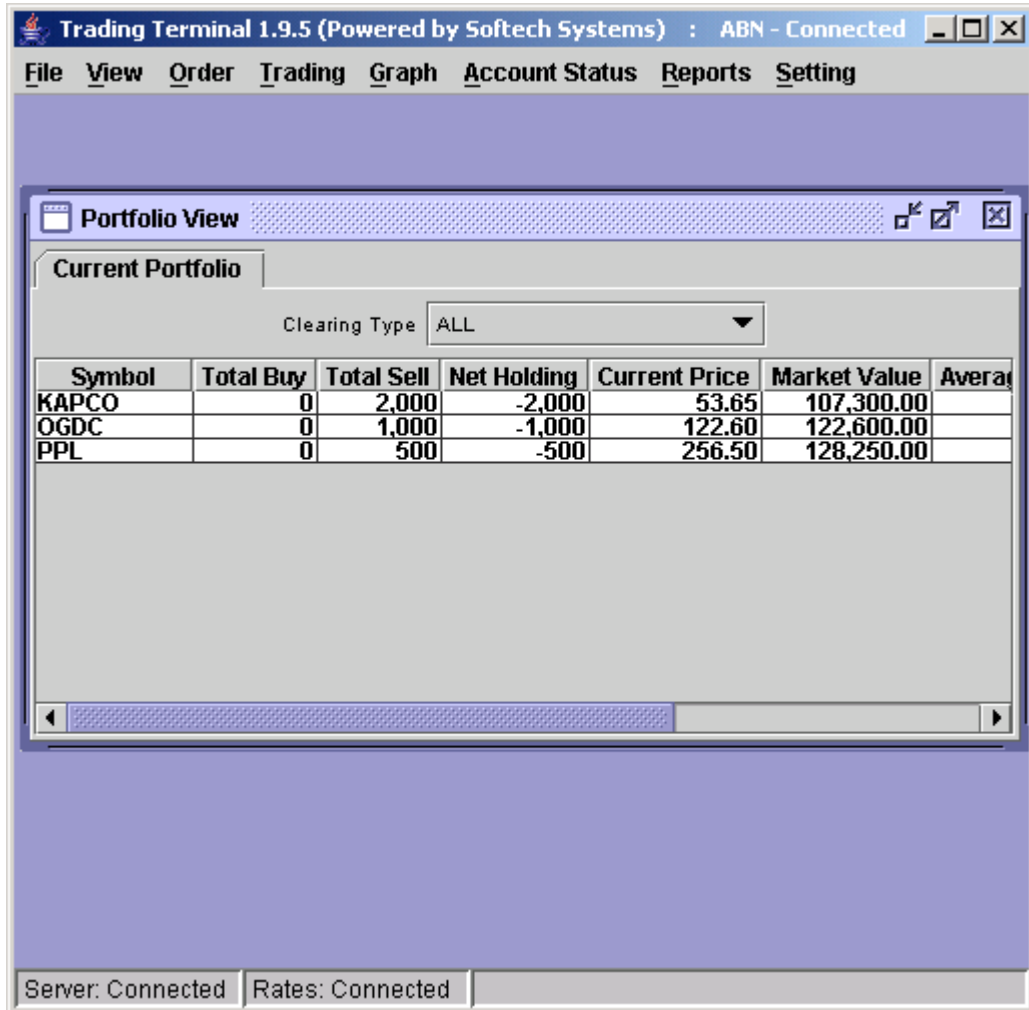 Trading Terminal 1.9.5 (Powered by Softech Systems) : ABN - Connected
File View Order Trading Graph Account Status Reports Setting
Portfolio View
Current Portfolio
Clearing Type ALL
Symbol Total Buy Total Sell Net Holding Current Price Market Value Averag
KAPCO 0 2,000 -2,000 53.65 107,300.00
OGDC 0 1,000 -1,000 122.60 122,600.00
PPL 0 500 -500 256.50 128,250.00
Server: Connected Rates: Connected